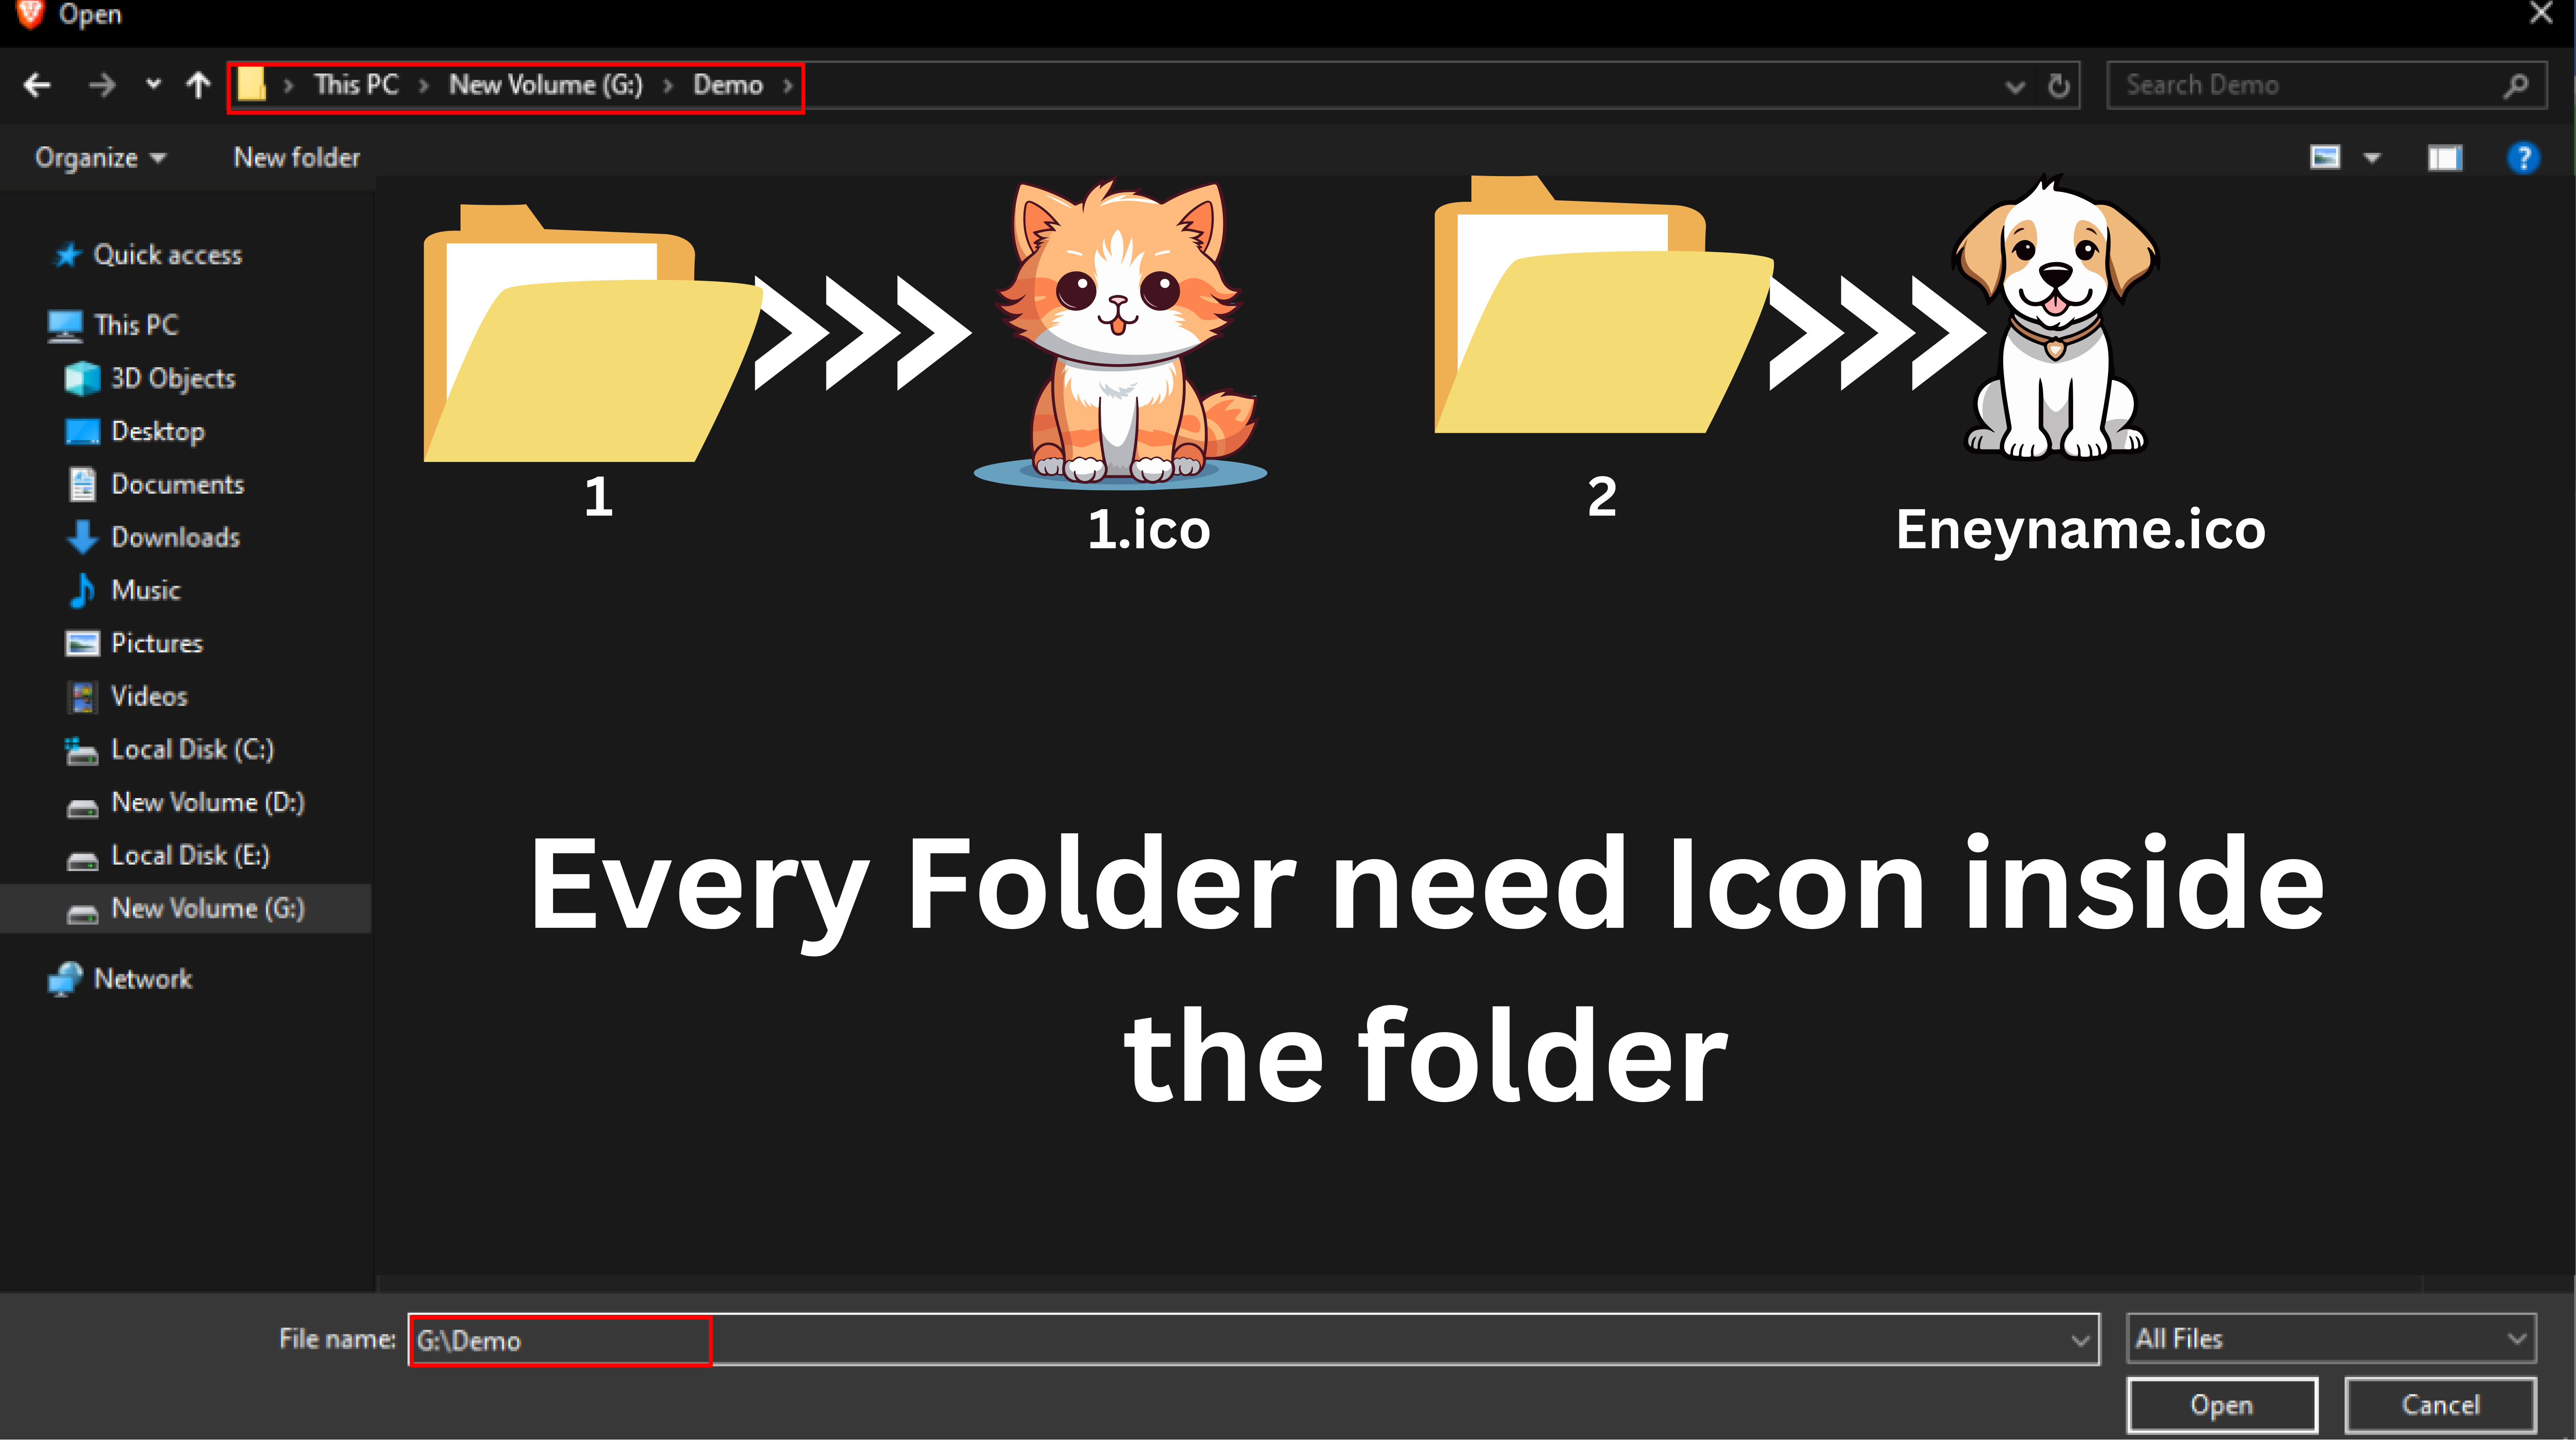 Open
This PC > New Volume (G:) > Demo >
Search Demo
Organize
New folder
Quick access
This PC
3D Objects
Desktop
Documents
Downloads
Music
Pictures
Videos
Local Disk (C:)
New Volume (D:)
Local Disk (E:)
New Volume (G:)
Network
1
1.ico
2
Eneyname.ico
Every Folder need Icon inside
the folder
File name:
G:\Demo
All Files
Open
Cancel